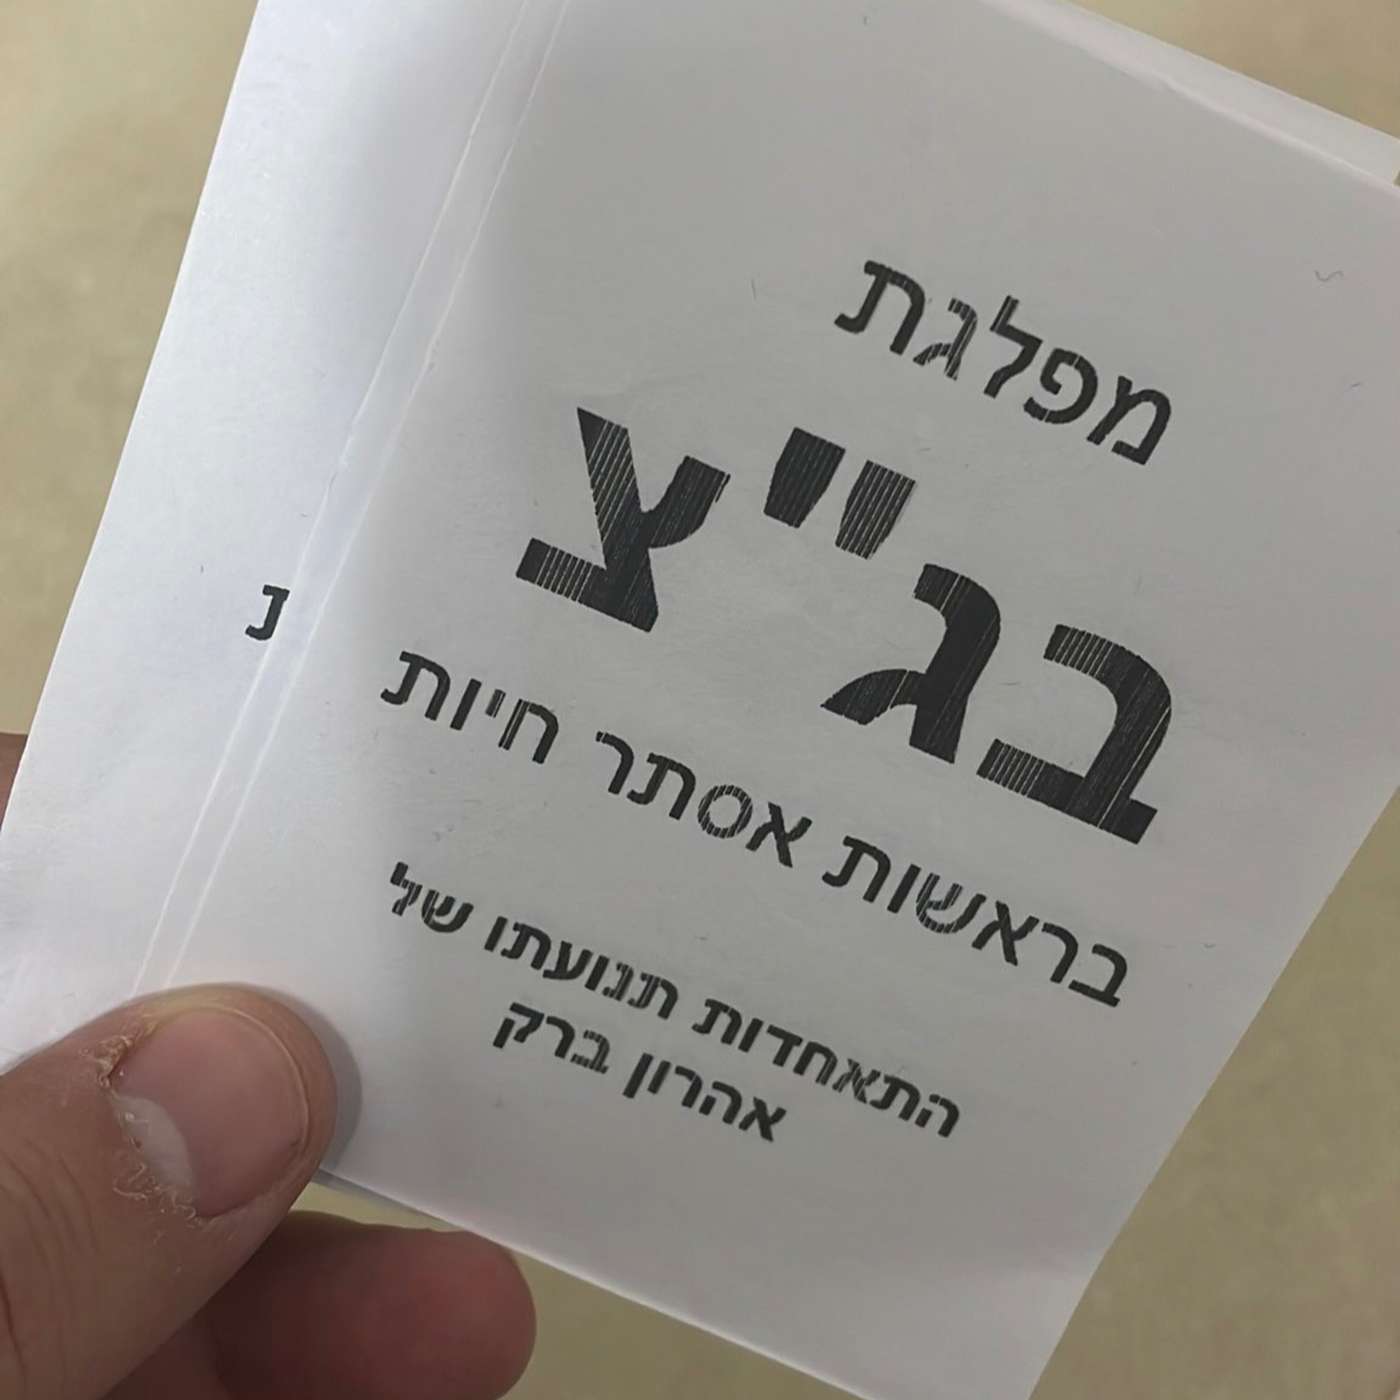 מפלגת
בג"צ
בראשות אסתר חיות
התאחדות תנועתו של
אהרון ברק